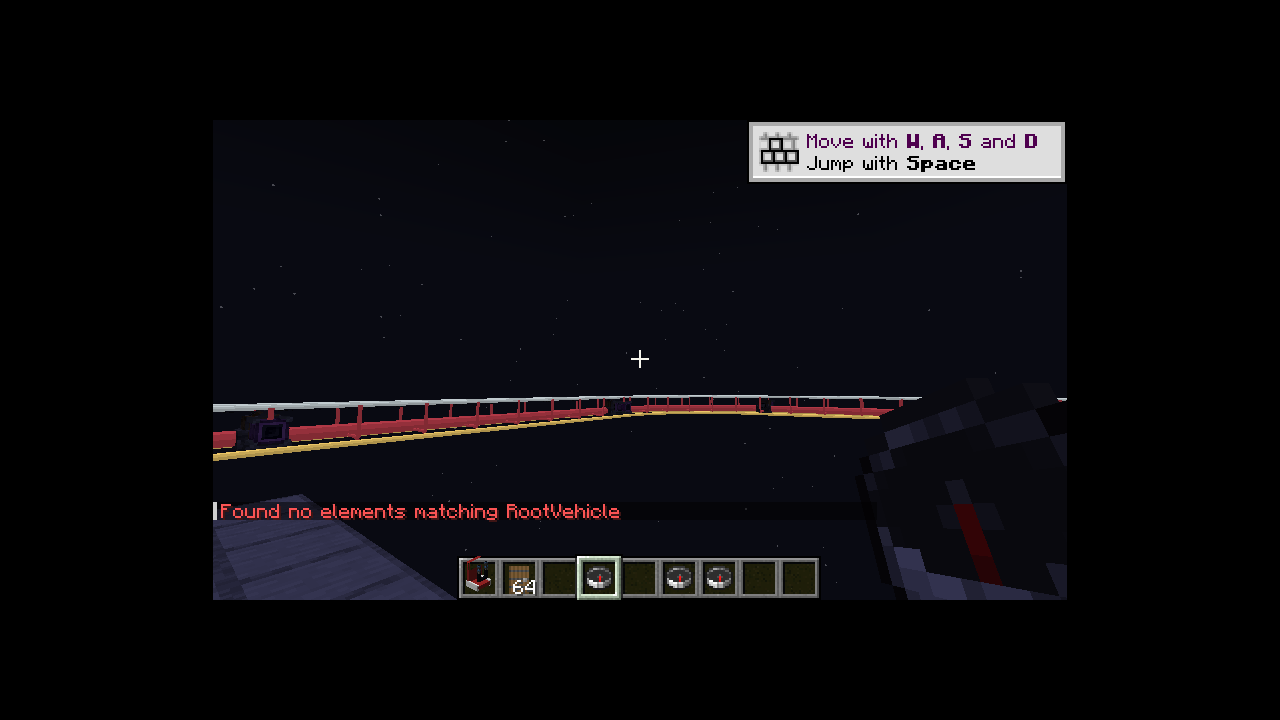 Move with W, A, S and D
Jump with Space
Found no elements matching RootVehicle
64